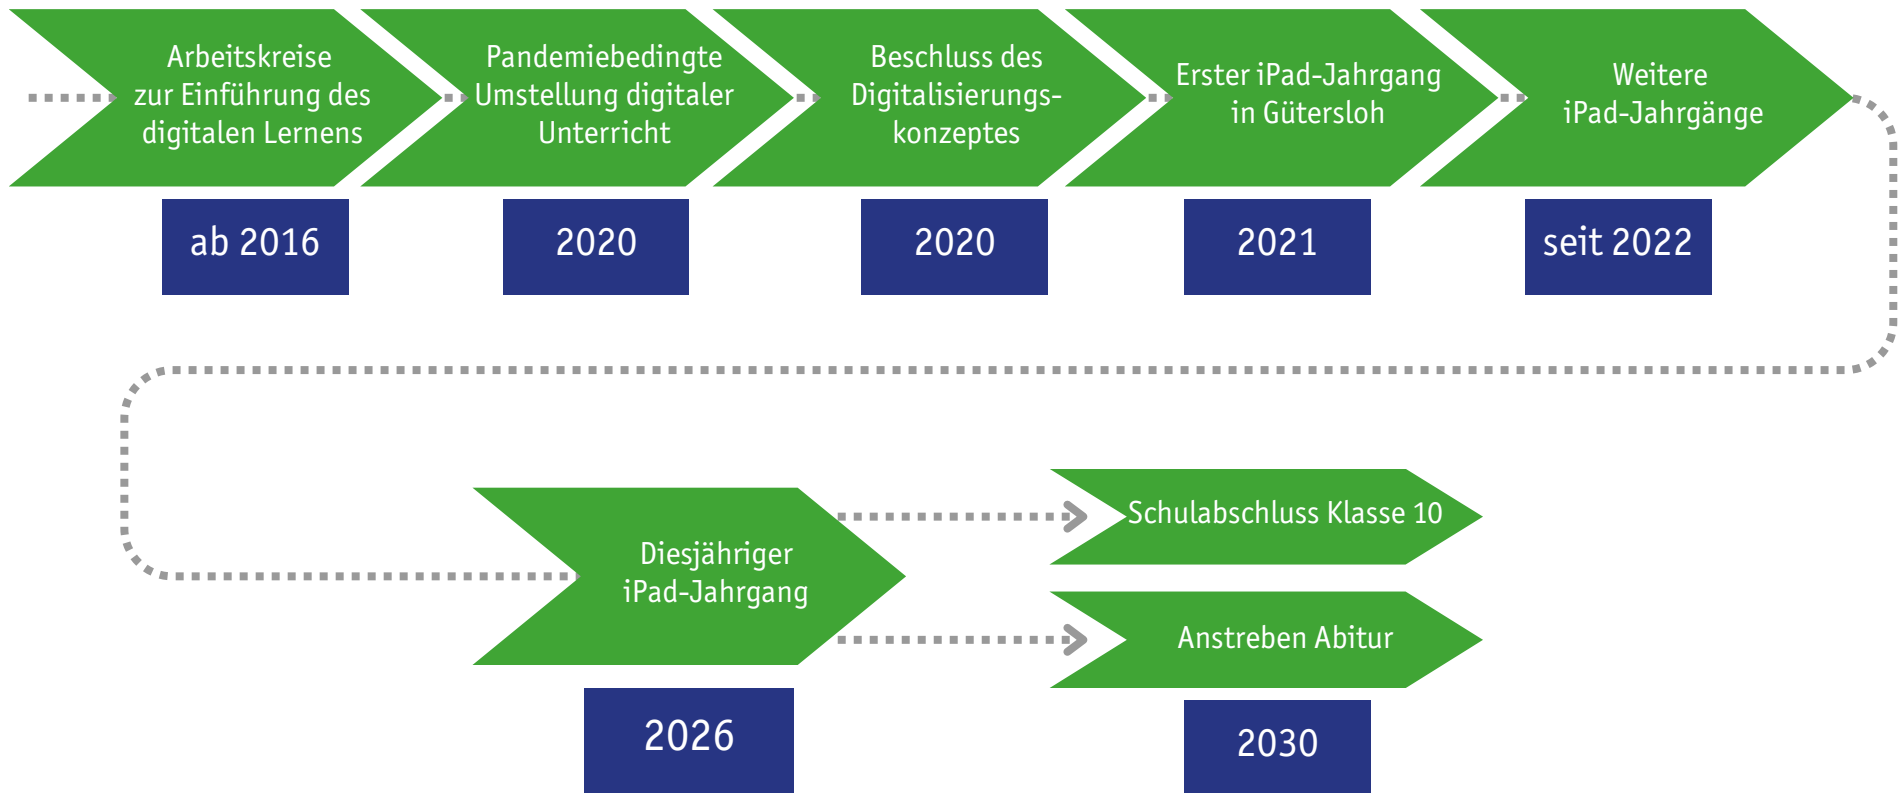 Arbeitskreise
zur Einführung des
digitalen Lernens
Pandemiebedingte
Umstellung digitaler
Unterricht
Beschluss des
Digitalisierungs-
konzeptes
Erster iPad-Jahrgang
in Gütersloh
Weitere
iPad-Jahrgänge
ab 2016
2020
2020
2021
seit 2022
Diesjähriger
iPad-Jahrgang
Schulabschluss Klasse 10
Anstreben Abitur
2026
2030